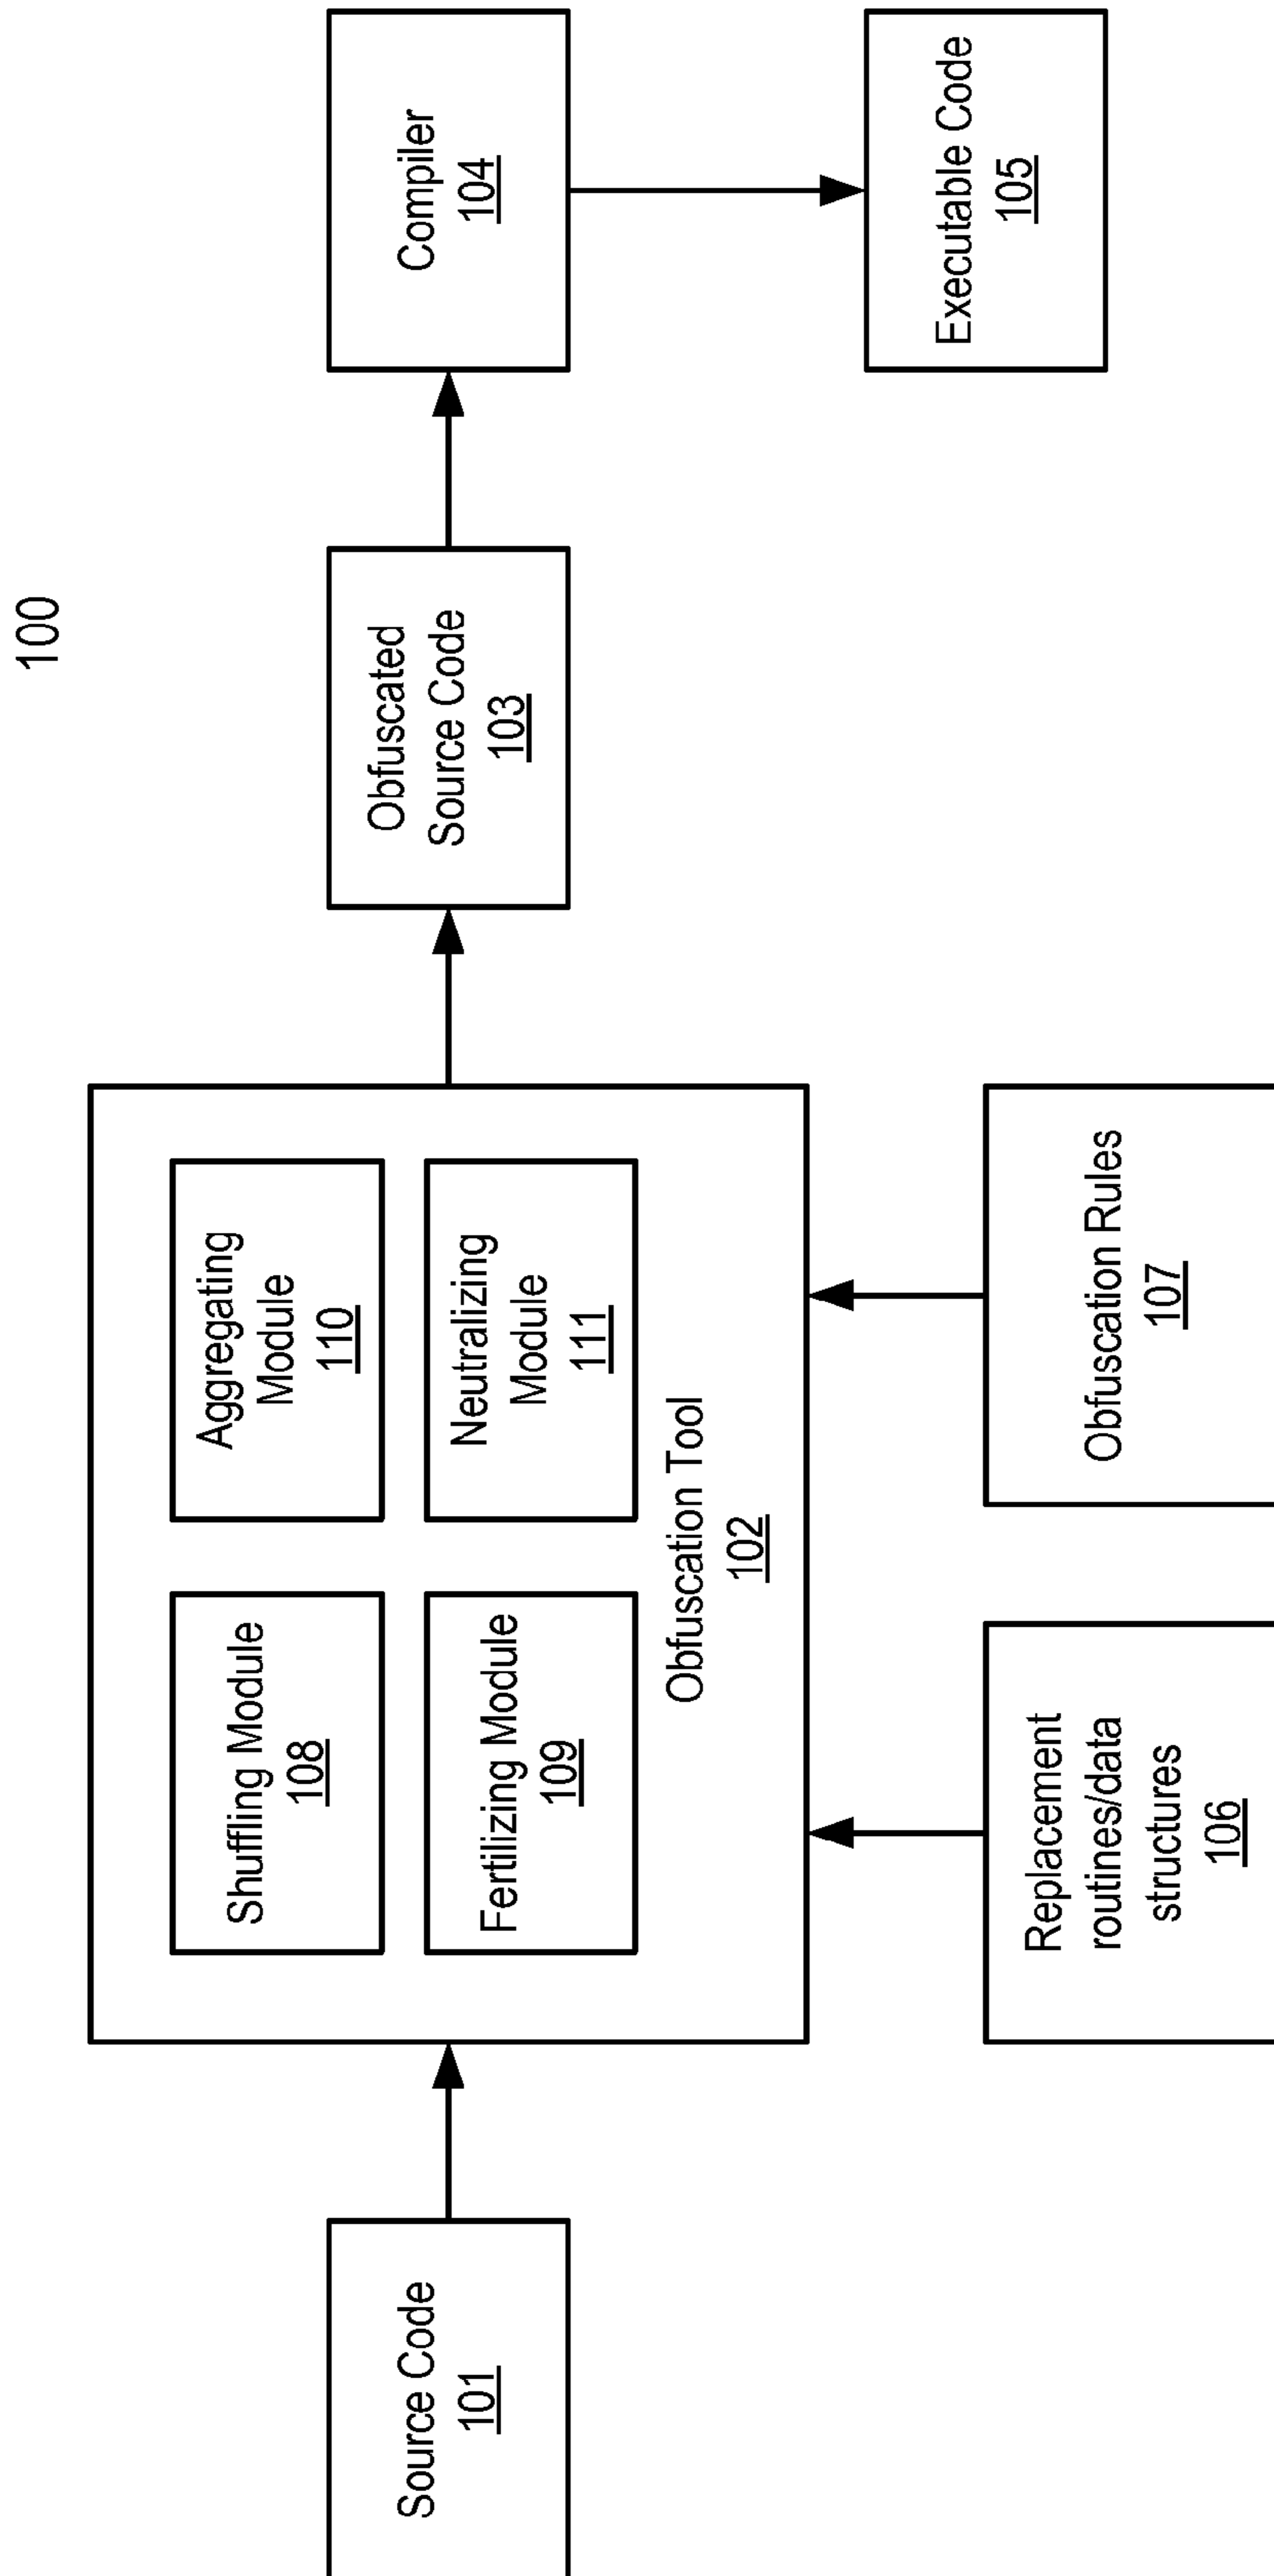 100
Source Code
101
Shuffling Module
108
Aggregating
Module
110
Fertilizing Module
109
Neutralizing
Module
111
Obfuscation Tool
102
Obfuscated
Source Code
103
Compiler
104
Replacement
routines/data
structures
106
Obfuscation Rules
107
Executable Code
105